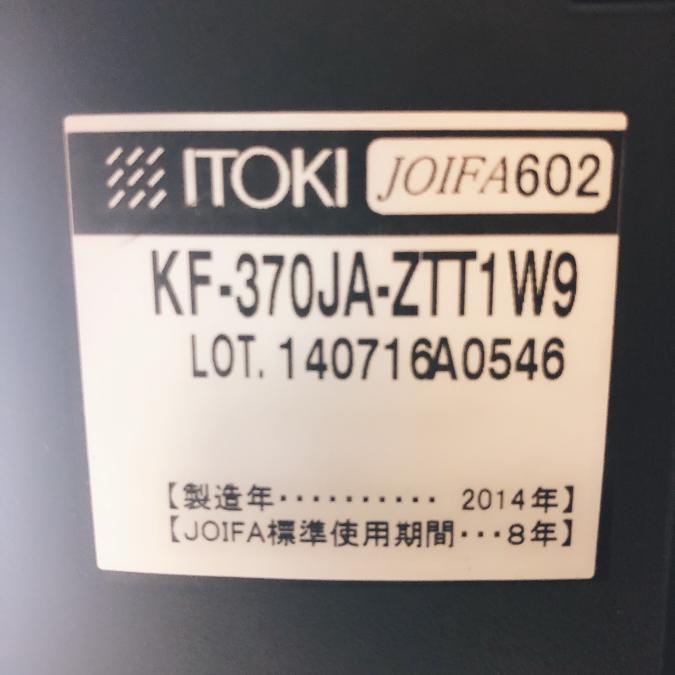 ITOKI JOIFA602
KF-370JA-ZTT1W9
LOT. 140716A0546
【製造年・・・・・・・・・・ 2014年】
【JOIFA標準使用期間・・・8年】